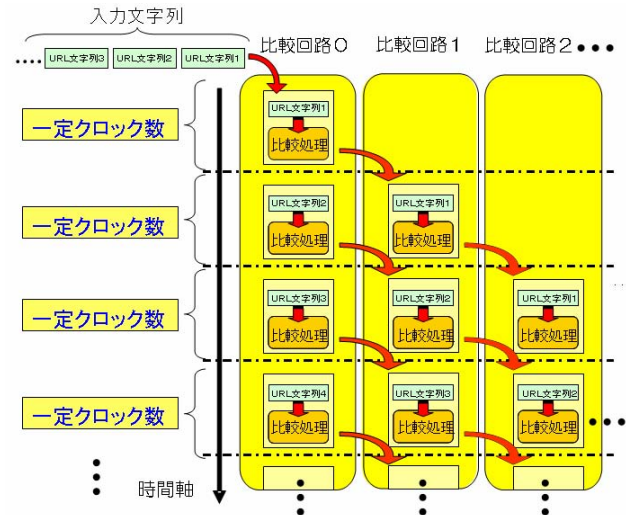 入力文字列
比較回路0
比較回路1
比較回路2•••
....URL文字列3
URL文字列2
URL文字列1
一定クロック数
URL文字列1
比較処理
一定クロック数
URL文字列2
比較処理
URL文字列1
比較処理
一定クロック数
URL文字列3
比較処理
URL文字列2
比較処理
URL文字列1
比較処理
一定クロック数
URL文字列4
比較処理
URL文字列3
比較処理
URL文字列2
比較処理
•••
時間軸